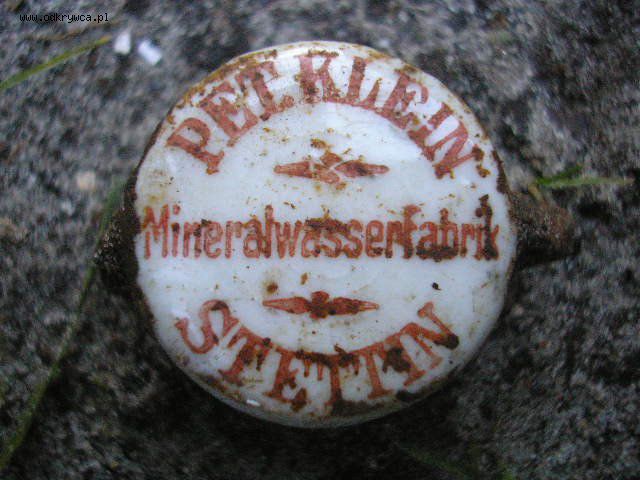 www.odkrywca.pl
PET. KLEIN
Mineralwasserfabrik
STETTIN